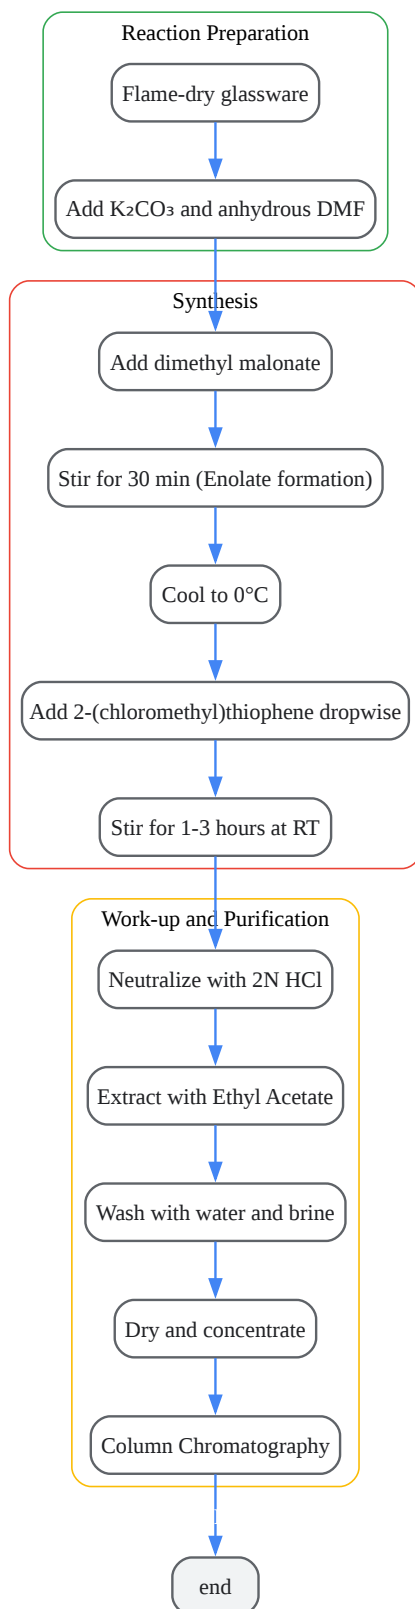 Reaction Preparation
Flame-dry glassware
Add K₂CO₃ and anhydrous DMF
Synthesis
Add dimethyl malonate
Stir for 30 min (Enolate formation)
Cool to 0°C
Add 2-(chloromethyl)thiophene dropwise
Stir for 1-3 hours at RT
Work-up and Purification
Neutralize with 2N HCl
Extract with Ethyl Acetate
Wash with water and brine
Dry and concentrate
Column Chromatography
end